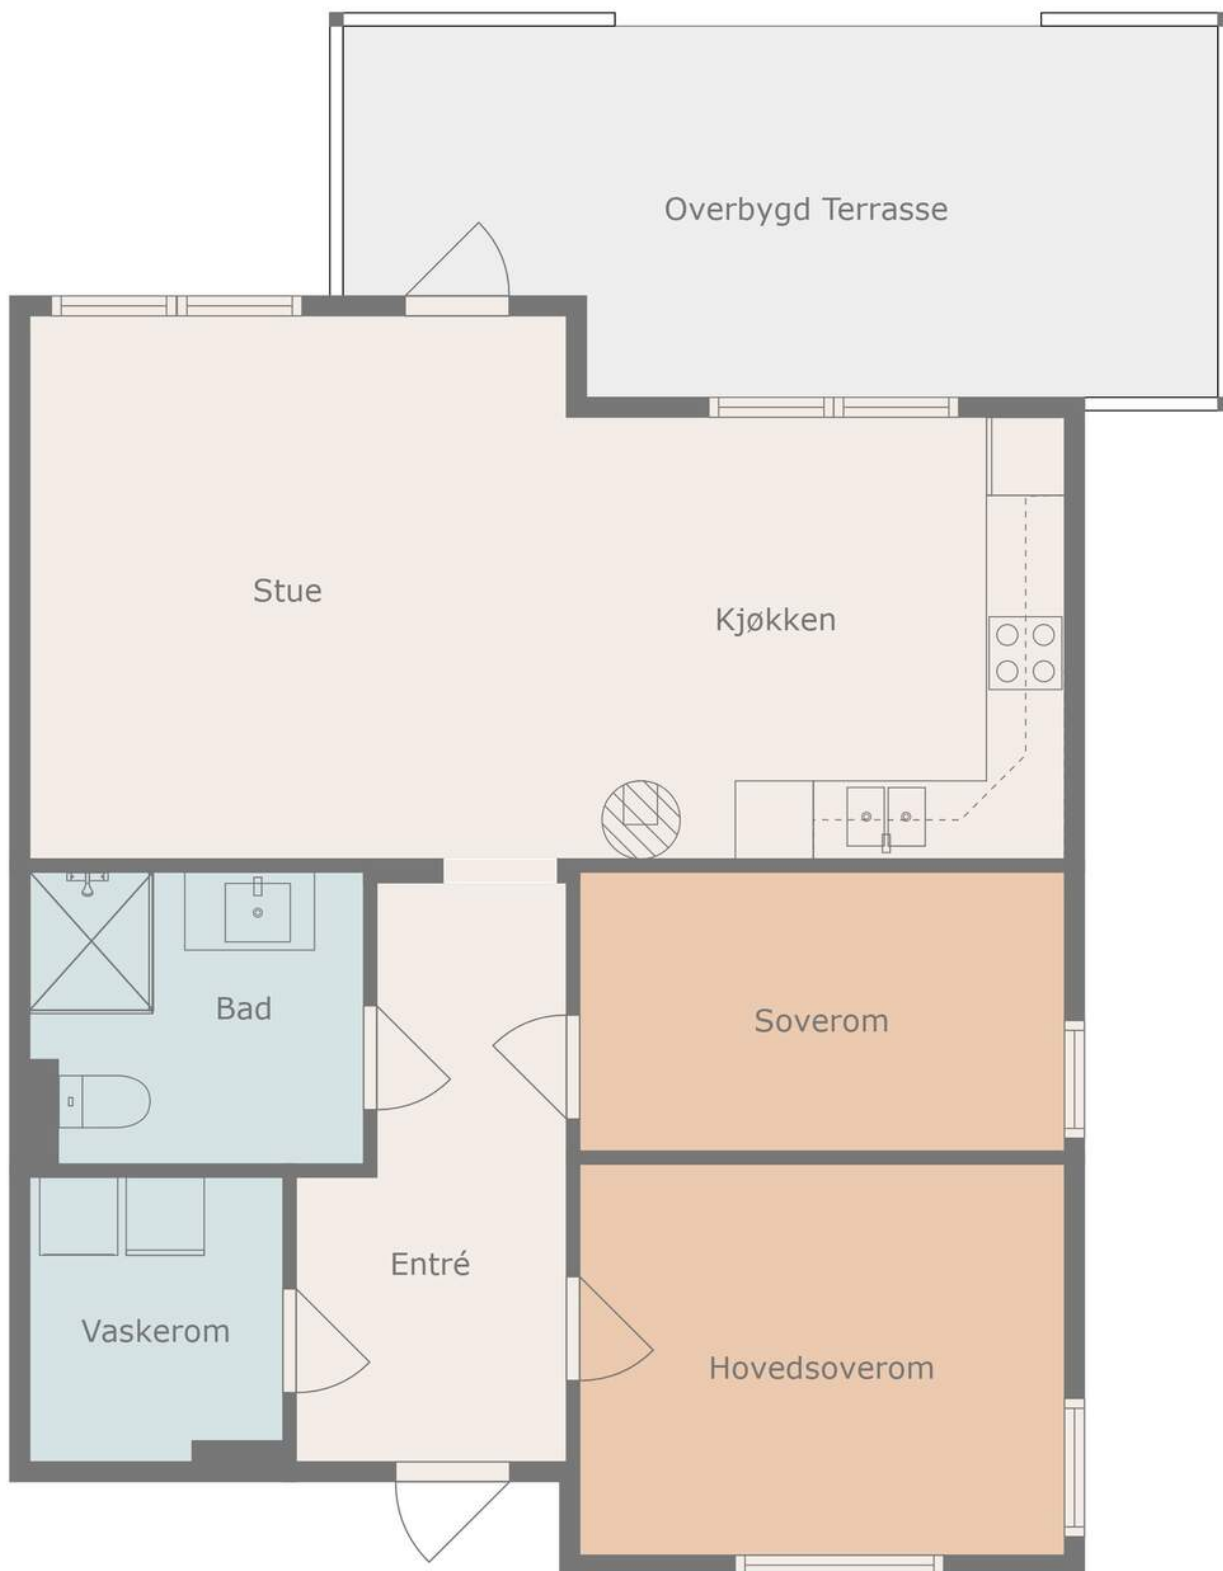 Overbygd Terrasse
Stue
Kjøkken
Bad
Soverom
Entré
Vaskerom
Hovedsoverom